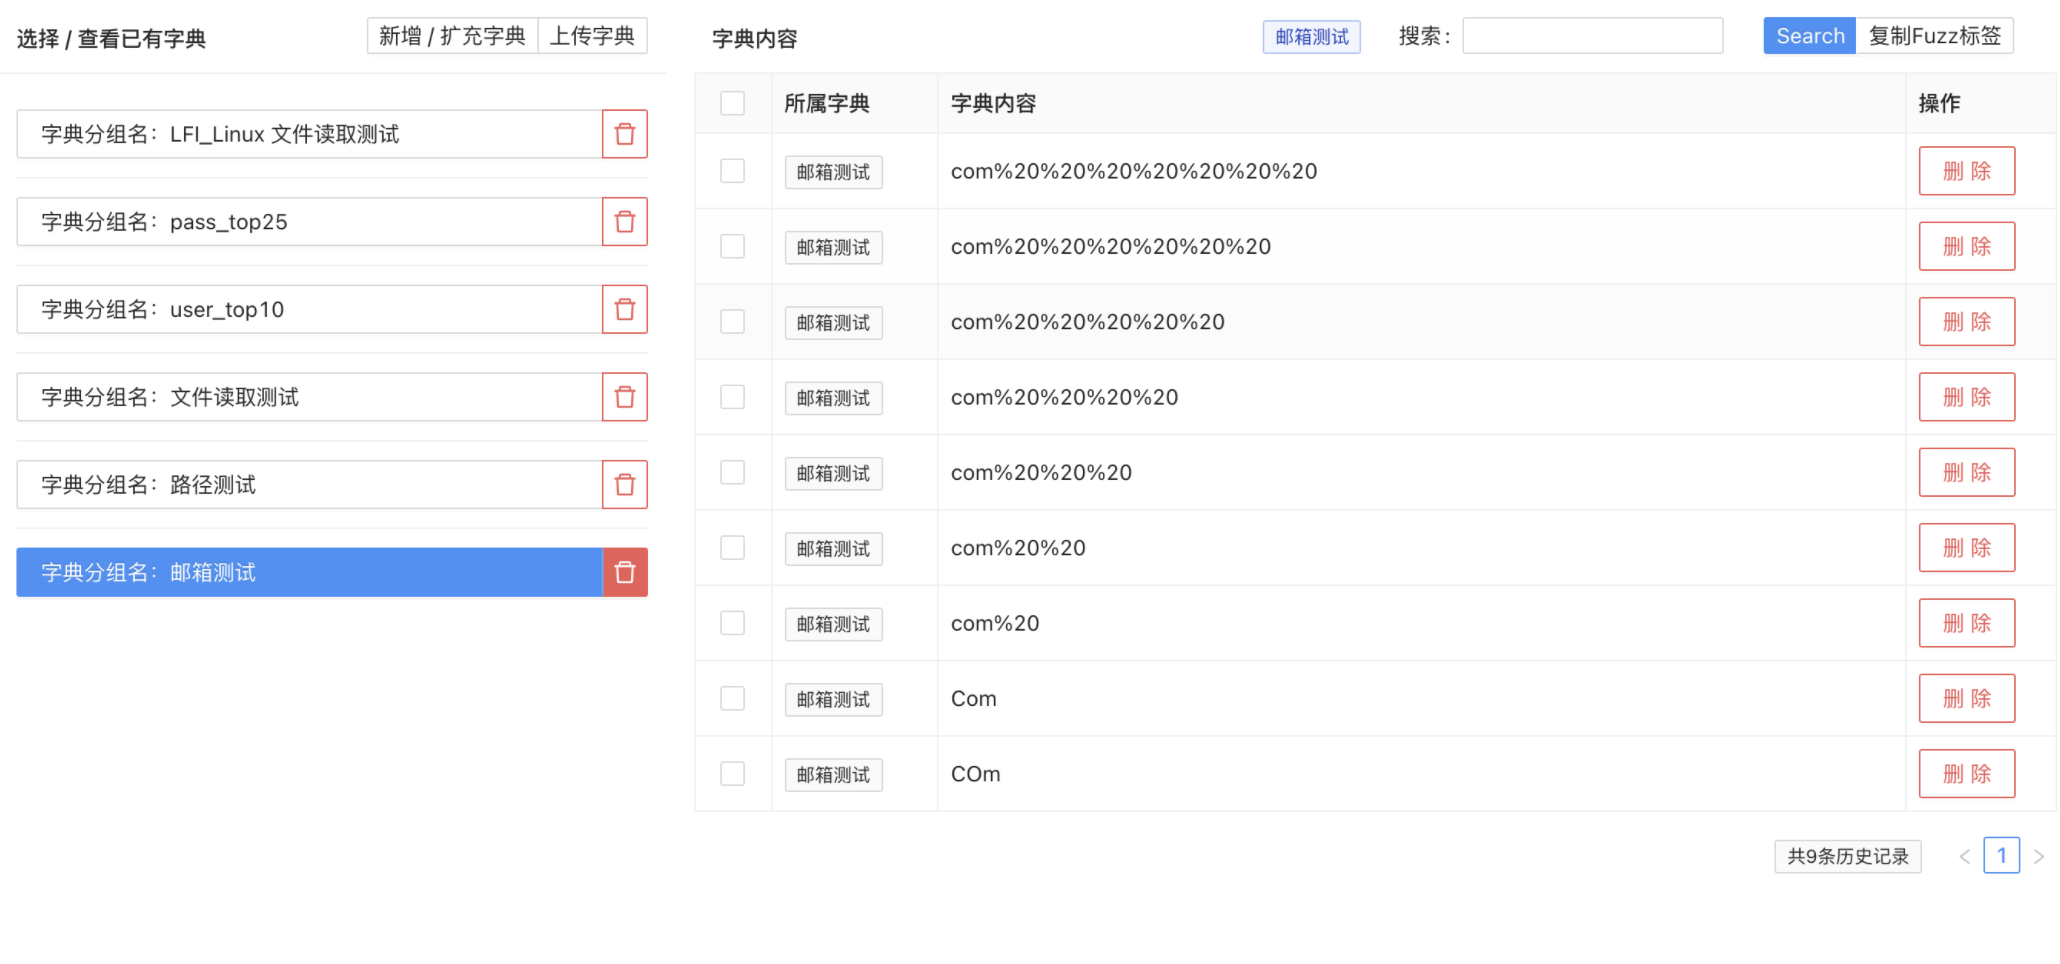 选择 / 查看已有字典
新增 / 扩充字典
上传字典
字典分组名：LFI_Linux 文件读取测试
字典分组名：pass_top25
字典分组名：user_top10
字典分组名：文件读取测试
字典分组名：路径测试
字典分组名：邮箱测试
字典内容
邮箱测试
搜索：
Search
复制Fuzz标签
所属字典 字典内容 操作
邮箱测试 com%20%20%20%20%20%20%20 删 除
邮箱测试 com%20%20%20%20%20%20 删 除
邮箱测试 com%20%20%20%20%20 删 除
邮箱测试 com%20%20%20%20 删 除
邮箱测试 com%20%20%20 删 除
邮箱测试 com%20%20 删 除
邮箱测试 com%20 删 除
邮箱测试 Com 删 除
邮箱测试 COm 删 除
共9条历史记录 < 1 >